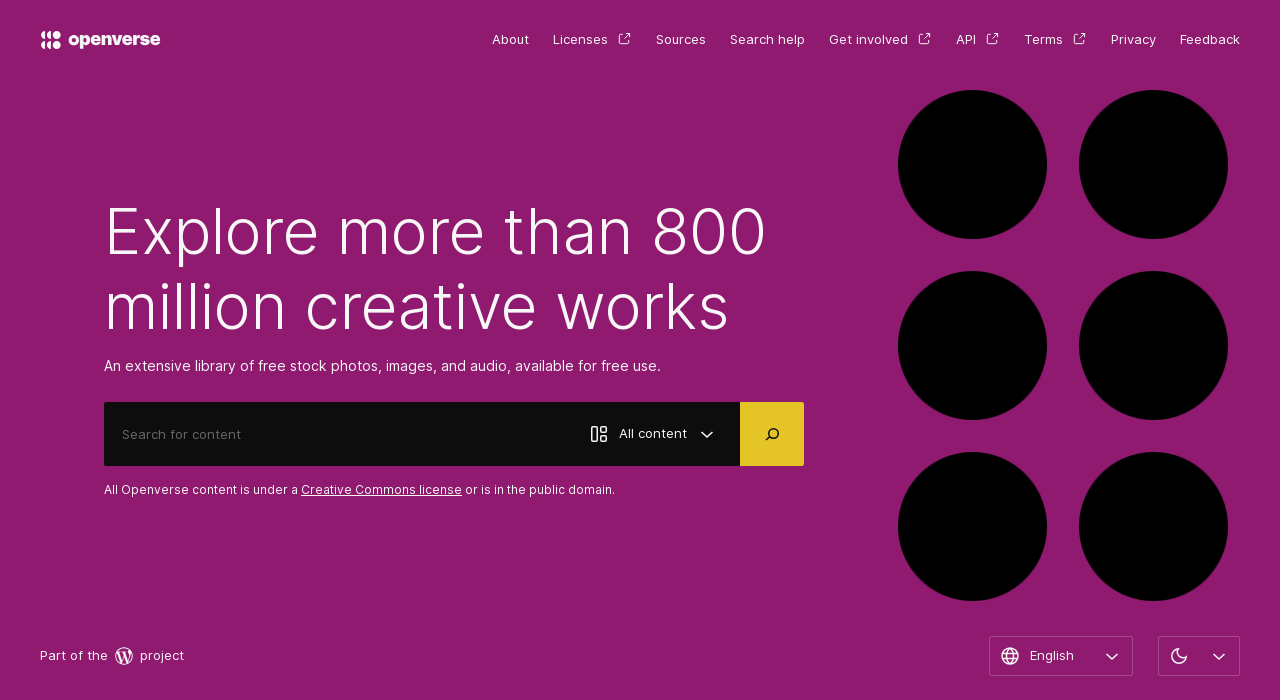 openverse
About Licenses Sources Search help Get involved API Terms Privacy Feedback
Explore more than 800
million creative works
An extensive library of free stock photos, images, and audio, available for free use.
Search for content All content
All Openverse content is under a Creative Commons license or is in the public domain.
Part of the project English